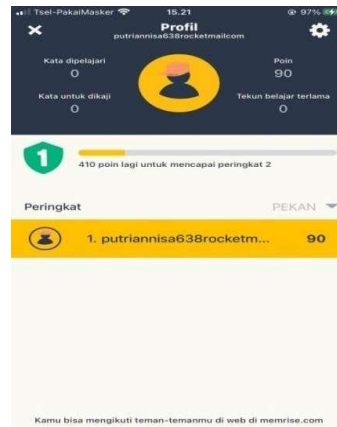 Tsel-PakaiMasker 15.21 97%
Profil
putriannisa638rocketmailcom
Kata dipelajari
0
Poin
90
Kata untuk dikaji
0
Tekun belajar terlama
0
1
410 poin lagi untuk mencapai peringkat 2
Peringkat PEKAN
1. putriannisa638rocketm... 90
Kamu bisa mengikuti teman-temanmu di web di memrise.com